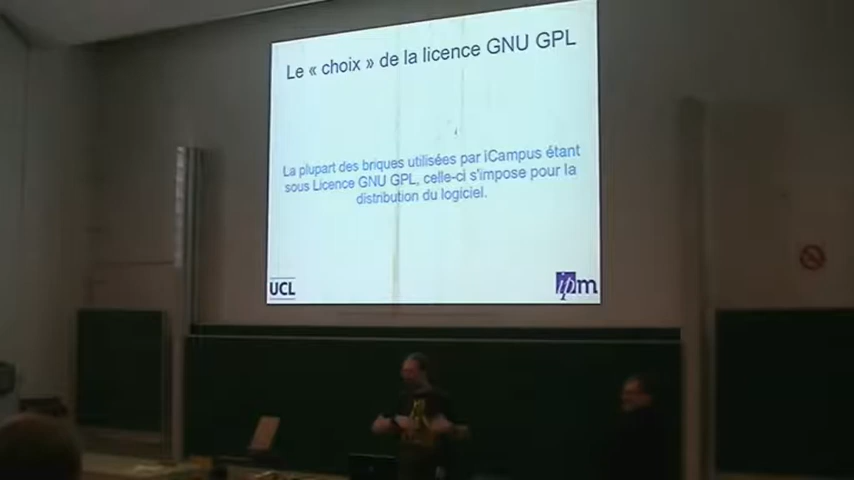 Le « choix » de la licence GNU GPL
La plupart des briques utilisées par iCampus étant
sous Licence GNU GPL, celle-ci s'impose pour la
distribution du logiciel.
UCL
ipm